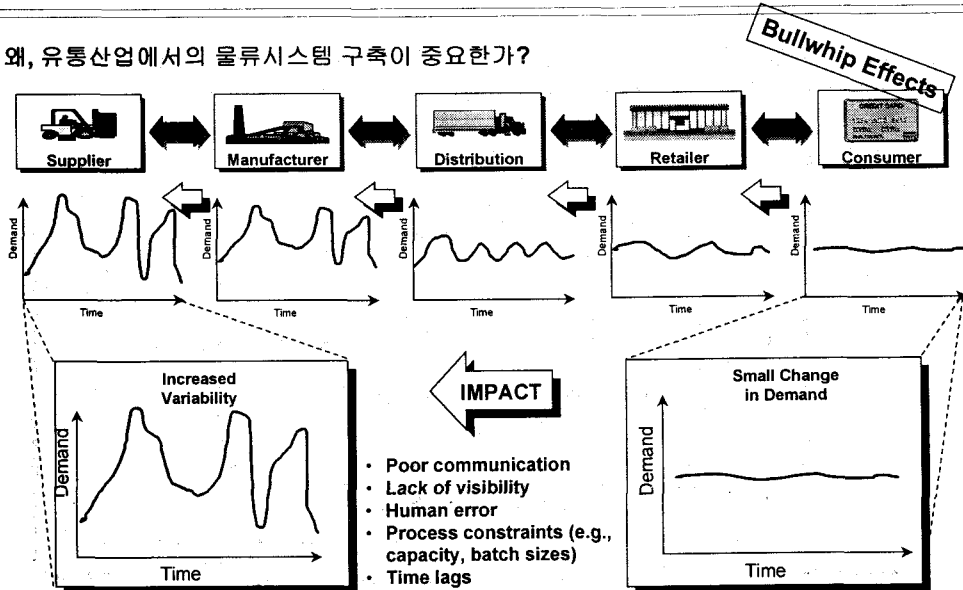 왜, 유통산업에서의 물류시스템 구축이 중요한가?
Bullwhip Effects
Supplier
Manufacturer
Distribution
Retailer
Consumer
Demand
Time
Demand
Time
Demand
Time
Demand
Time
Demand
Time
Increased
Variability
Demand
Time
IMPACT
• Poor communication
• Lack of visibility
• Human error
• Process constraints (e.g.,
capacity, batch sizes)
• Time lags
Small Change
in Demand
Demand
Time